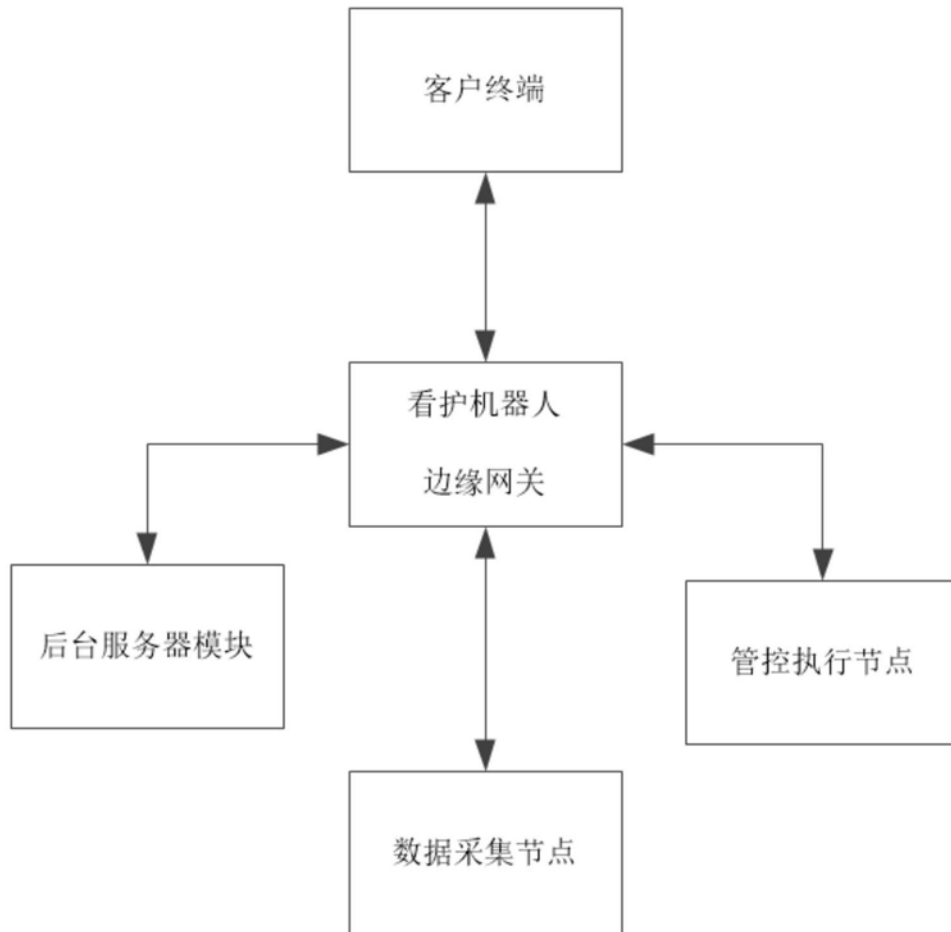 客户终端
看护机器人
边缘网关
后台服务器模块
管控执行节点
数据采集节点